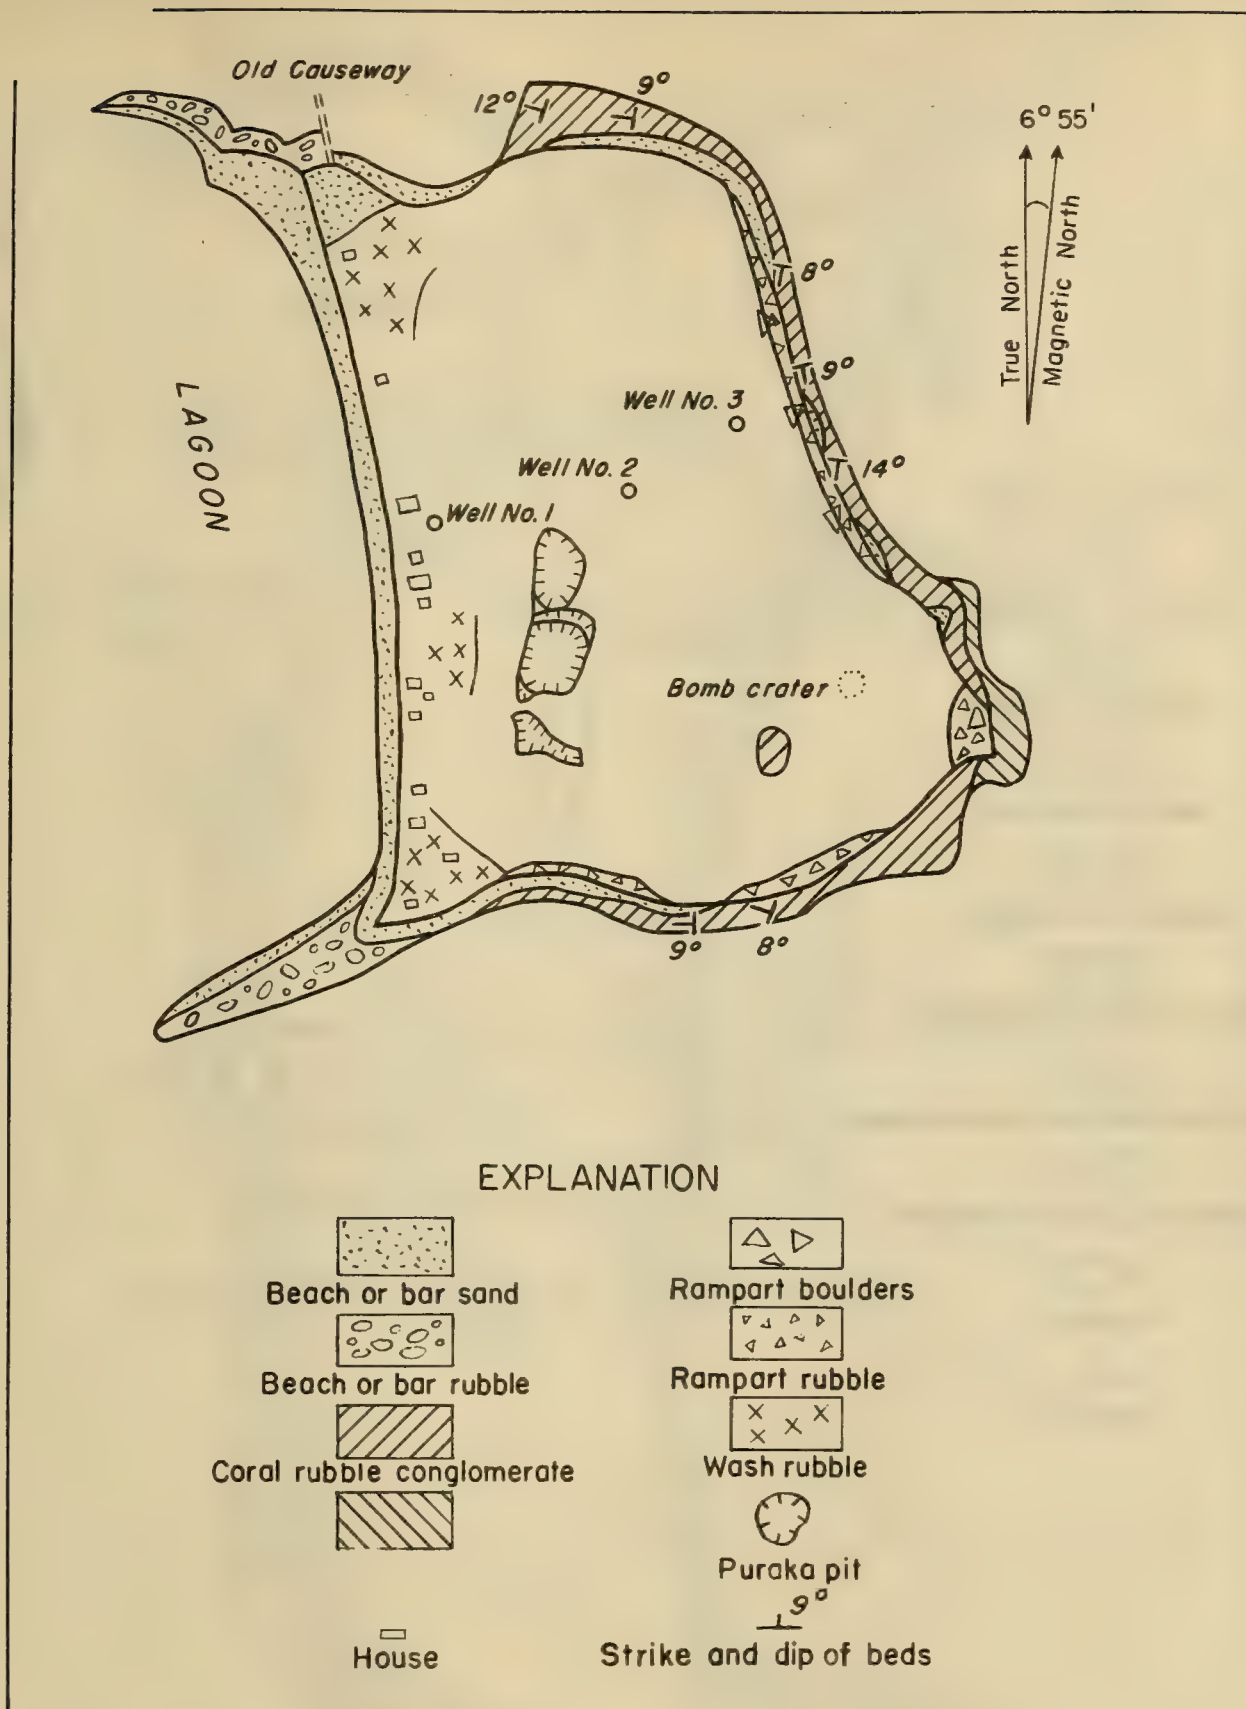 Old Causeway
12°
9°
6° 55'
True North
Magnetic North
8°
9°
14°
LAGOON
Well No. 3
Well No. 2
Well No. 1
Bomb crater
9°
8°
EXPLANATION
Beach or bar sand
Rampart boulders
Beach or bar rubble
Rampart rubble
Coral rubble conglomerate
Wash rubble
Puraka pit
9°
House
Strike and dip of beds